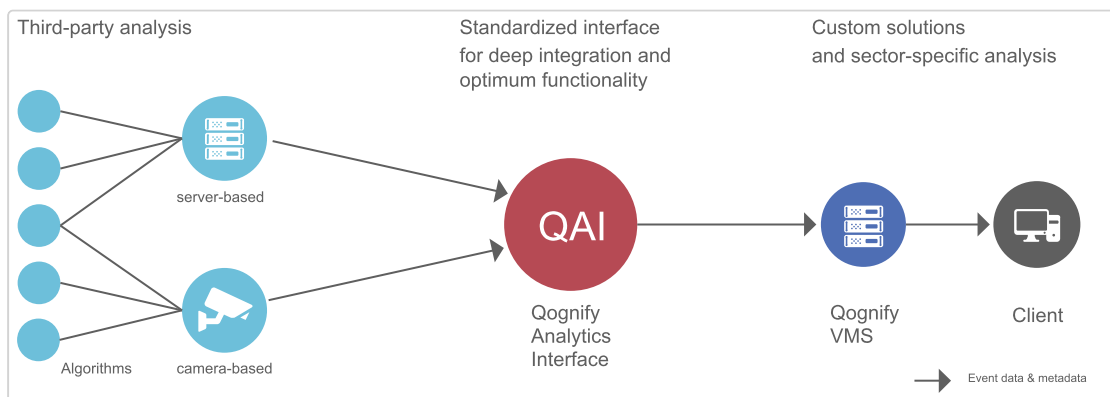 Third-party analysis
Standardized interface
for deep integration and
optimum functionality
Custom solutions
and sector-specific analysis
server-based
QAI
Qognify
Analytics
Interface
Qognify
VMS
Client
Algorithms
camera-based
Event data & metadata